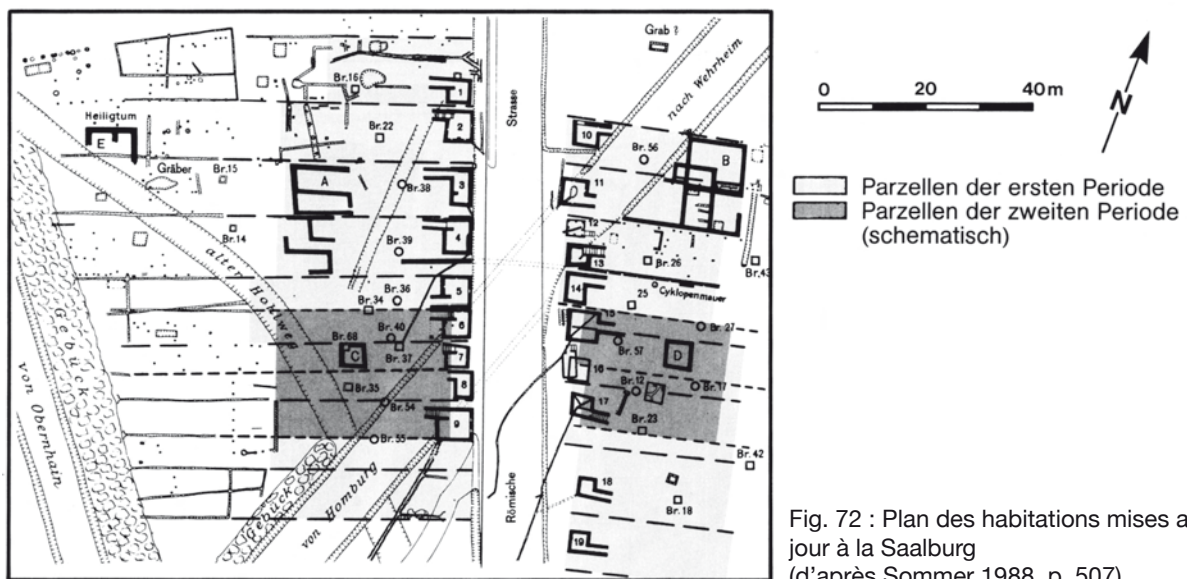 Grab ?
nach Wehrheim
Strasse
Br.16
1
2
Br.22
Heiligtum
E
10
Br.56
B
Gräber
Br.15
A
Br.38
3
11
Br.14
4
12
Br.39
13
Br.26
Br.43
alter Hohlweg
Br.36
5
14
Cyklopenmauer
25
Br.34
6
15
Br.27
Br.40
Br.68
C
Br.37
7
Br.57
D
Gebück
16
Br.35
8
Br.12
Br.17
Br.54
17
9
Br.23
von Obernhain
Br.55
Br.42
Gebück
von Homburg
Römische
18
Br.18
19
0 20 40m
N
Parzellen der ersten Periode
Parzellen der zweiten Periode
(schematisch)
Fig. 72 : Plan des habitations mises a
jour à la Saalburg
(d'après Sommer 1988, p. 507)